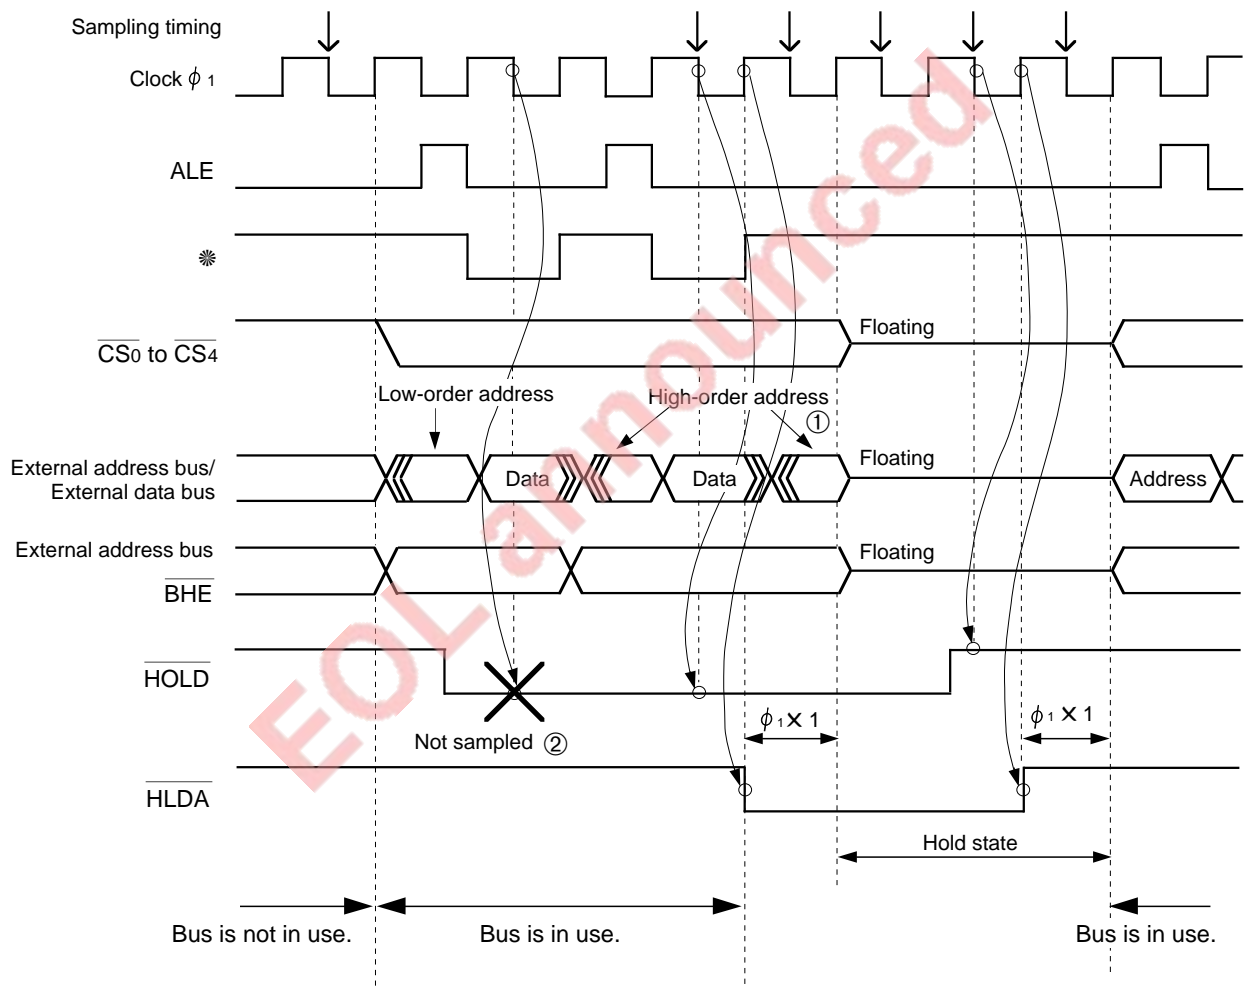 Sampling timing
Clock ϕ 1
ALE
CS0 to CS4
Floating
Low-order address
High-order address
①
External address bus/
External data bus
Data
Data
Floating
Address
External address bus
BHE
Floating
HOLD
Not sampled ②
ϕ 1 × 1
ϕ 1 × 1
HLDA
Hold state
Bus is not in use.
Bus is in use.
Bus is in use.
EOL announced